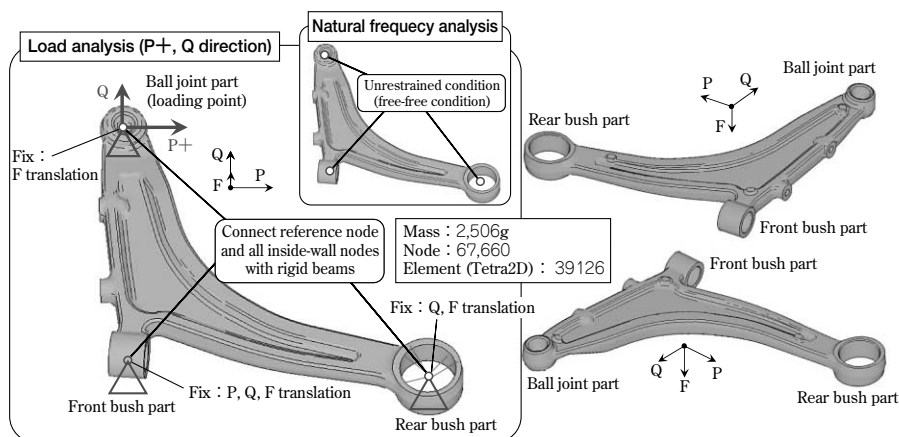 Load analysis (P+, Q direction)
Ball joint part
(loading point)
Q
P+
Fix：
F translation
Q
F
P
Connect reference node
and all inside-wall nodes
with rigid beams
Fix：Q, F translation
Fix：P, Q, F translation
Front bush part
Rear bush part
Natural frequecy analysis
Unrestrained condition
(free-free condition)
Mass：2,506g
Node：67,660
Element (Tetra2D)： 39126
Ball joint part
P
Q
F
Rear bush part
Front bush part
Front bush part
Q
F
P
Ball joint part
Rear bush part